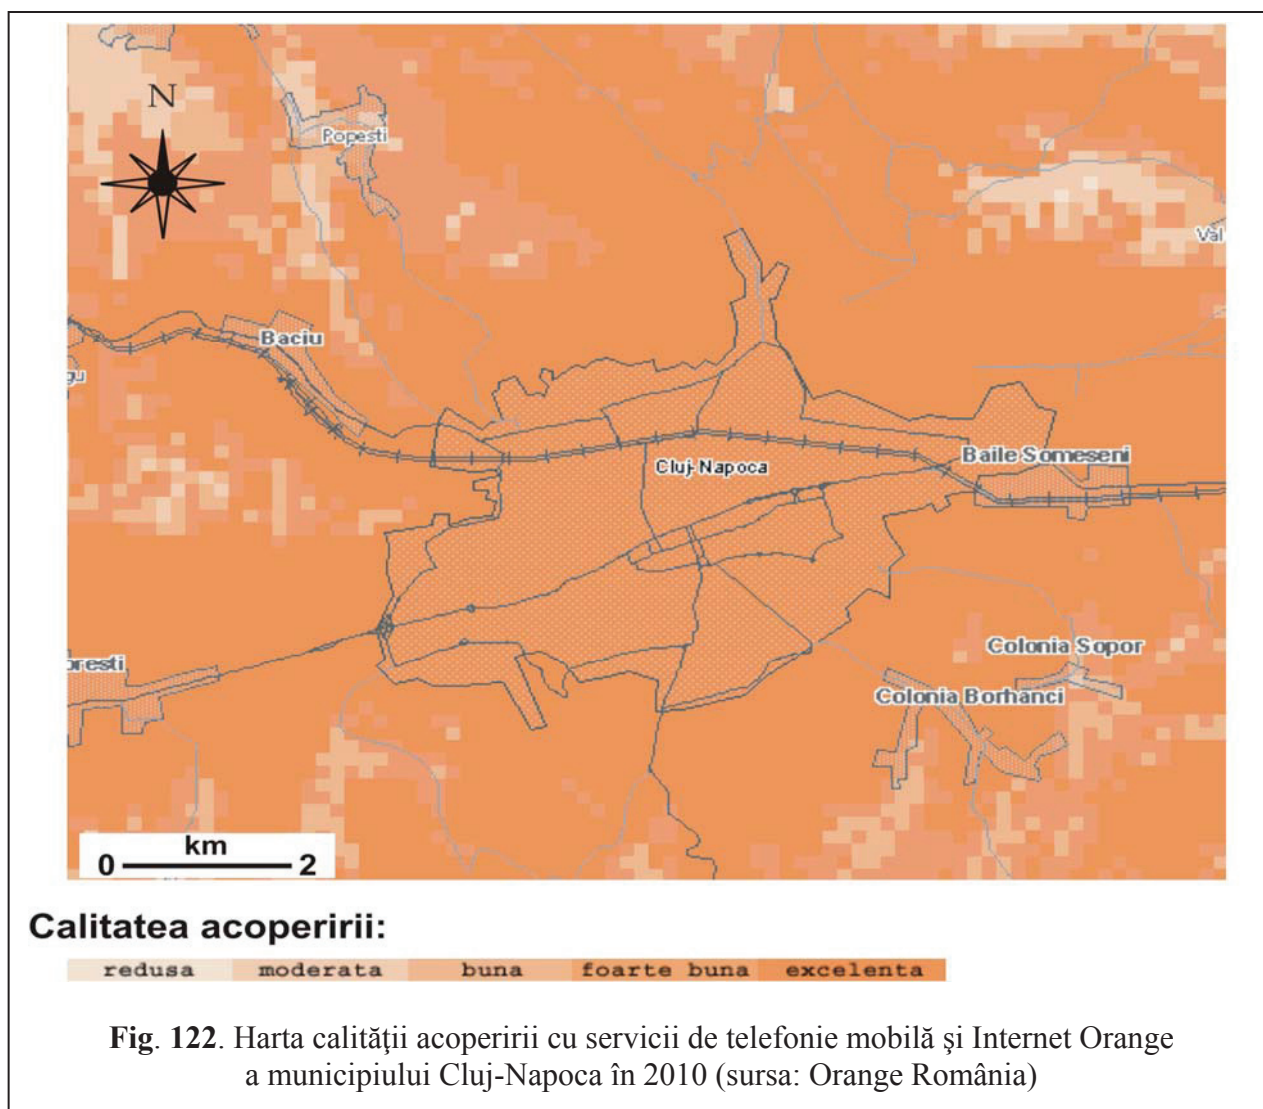 N
Popesti
Val
Baciu
gu
Cluj-Napoca
Baile Someseni
oresti
Colonia Sopor
Colonia Borhanci
km
0 2
Calitatea acoperirii:
redusa moderata buna foarte buna excelenta
Fig. 122. Harta calităţii acoperirii cu servicii de telefonie mobilă şi Internet Orange
a municipiului Cluj-Napoca în 2010 (sursa: Orange România)